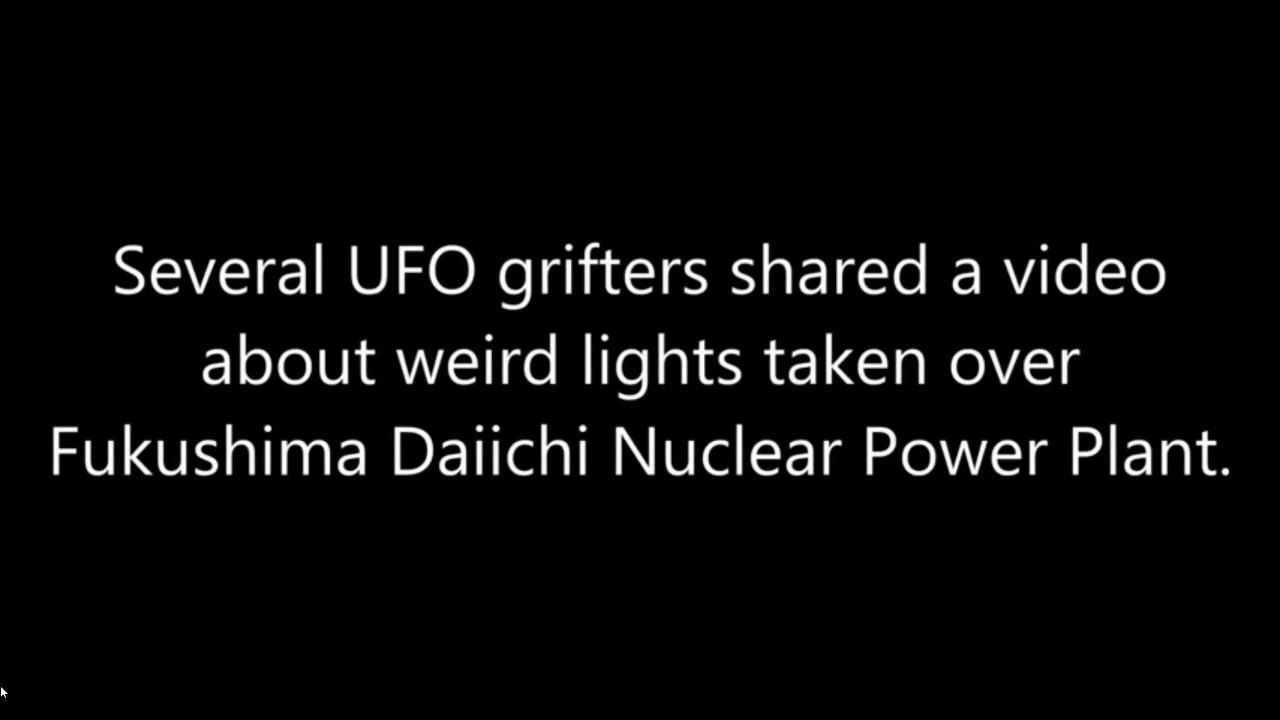 Several UFO grifters shared a video
about weird lights taken over
Fukushima Daiichi Nuclear Power Plant.